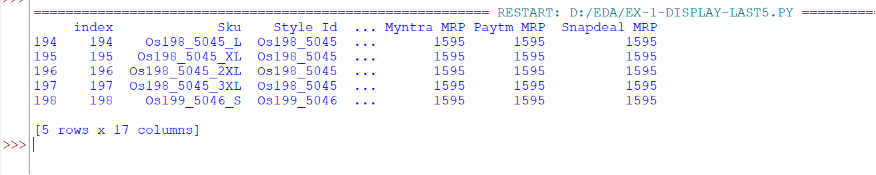 >>>
================================================== RESTART: D:/EDA/EX-1-DISPLAY-LAST5.PY ===========
index Sku Style Id ... Myntra MRP Paytm MRP Snapdeal MRP
194 194 Os198_5045_L Os198_5045 ... 1595 1595 1595
195 195 Os198_5045_XL Os198_5045 ... 1595 1595 1595
196 196 Os198_5045_2XL Os198_5045 ... 1595 1595 1595
197 197 Os198_5045_3XL Os198_5045 ... 1595 1595 1595
198 198 Os199_5046_S Os199_5046 ... 1595 1595 1595
[5 rows x 17 columns]
>>>